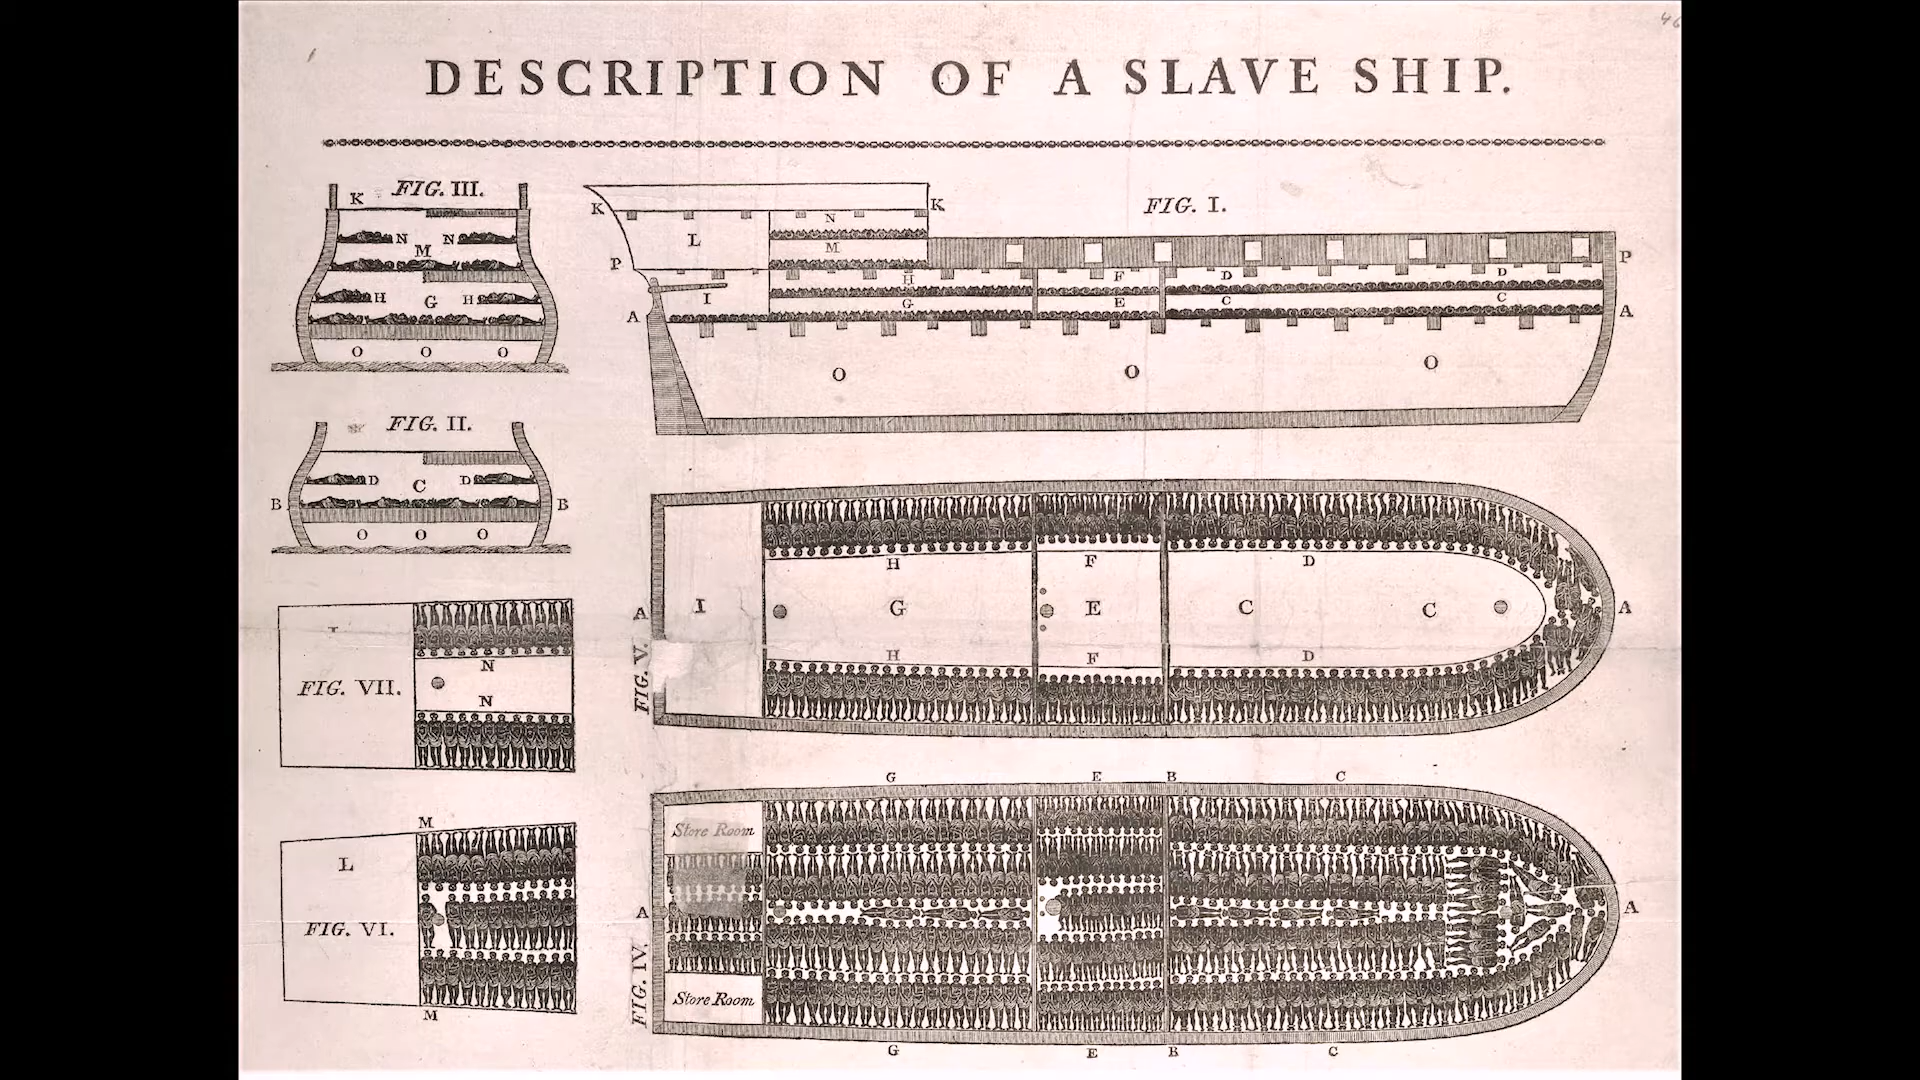 46
DESCRIPTION OF A SLAVE SHIP.
FIG. III.
K
N N
M
H G H
O O O
FIG. I.
K K
N
L
M
P P
H F D D
I G E C C
A A
O O O
FIG. II.
D C D
B B
O O O
H F D
A I G E C C A
H F D
FIG. V.
N
FIG. VII.
N
G E B C
Store Room
A A
FIG. IV.
Store Room
G E B C
M
L
FIG. VI.
M